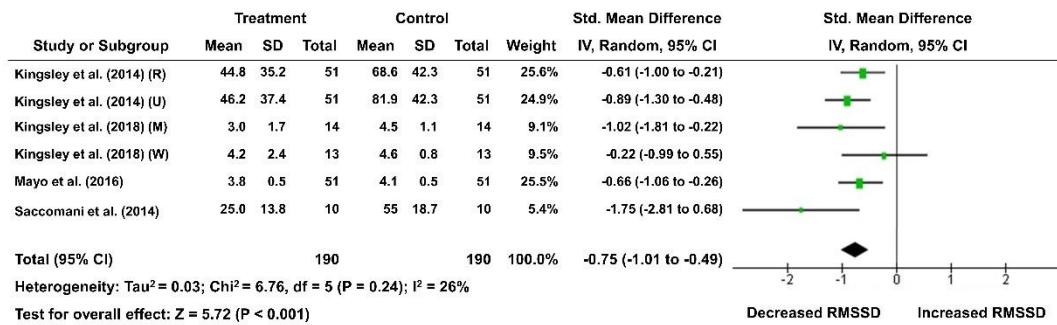 Treatment Control Std. Mean Difference Std. Mean Difference
Study or Subgroup Mean SD Total Mean SD Total Weight IV, Random, 95% CI IV, Random, 95% CI
Kingsley et al. (2014) (R) 44.8 35.2 51 68.6 42.3 51 25.6% -0.61 (-1.00 to -0.21)
Kingsley et al. (2014) (U) 46.2 37.4 51 81.9 42.3 51 24.9% -0.89 (-1.30 to -0.48)
Kingsley et al. (2018) (M) 3.0 1.7 14 4.5 1.1 14 9.1% -1.02 (-1.81 to -0.22)
Kingsley et al. (2018) (W) 4.2 2.4 13 4.6 0.8 13 9.5% -0.22 (-0.99 to 0.55)
Mayo et al. (2016) 3.8 0.5 51 4.1 0.5 51 25.5% -0.66 (-1.06 to -0.26)
Saccomani et al. (2014) 25.0 13.8 10 55 18.7 10 5.4% -1.75 (-2.81 to 0.68)
Total (95% CI) 190 190 100.0% -0.75 (-1.01 to -0.49)
Heterogeneity: Tau² = 0.03; Chi² = 6.76, df = 5 (P = 0.24); I² = 26%
Test for overall effect: Z = 5.72 (P < 0.001)
-2 -1 0 1 2
Decreased RMSSD Increased RMSSD